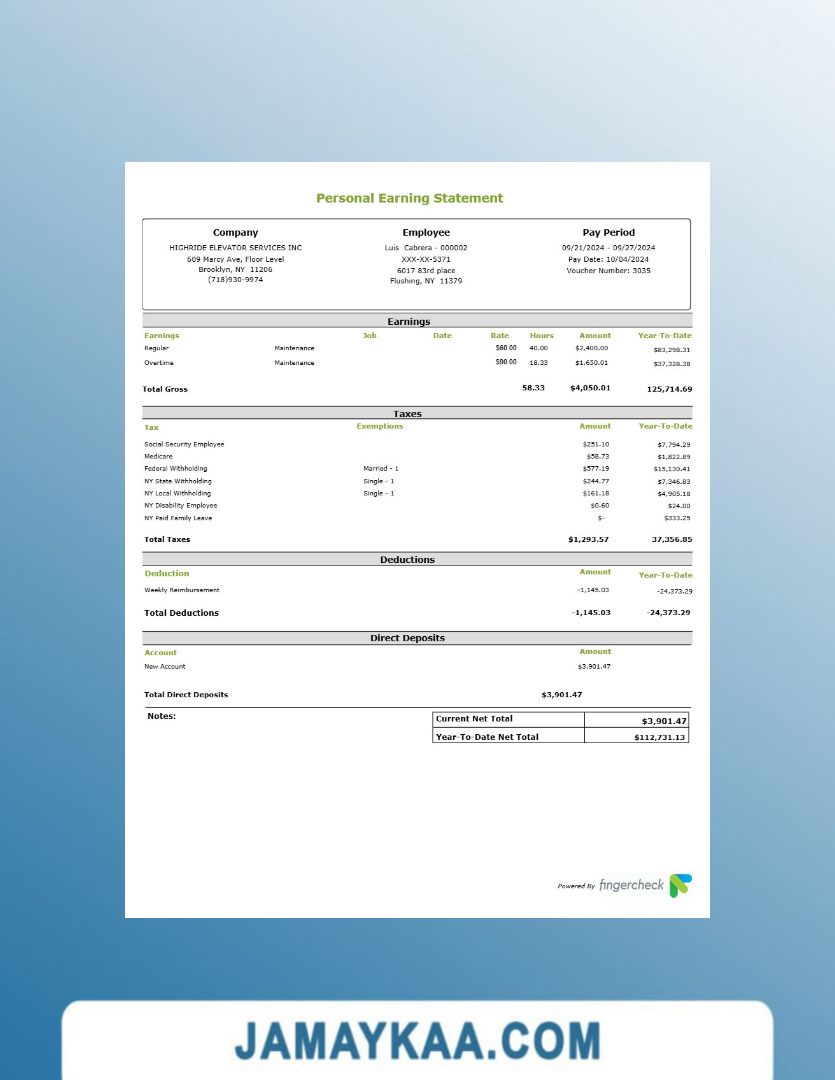 Personal Earning Statement
Company Employee Pay Period
HIGHRIDE ELEVATOR SERVICES INC Luis Cabrera - 000002 09/21/2024 - 09/27/2024
609 Marcy Ave, Floor Level XXX-XX-5371 Pay Date: 10/04/2024
Brooklyn, NY 11206 6017 83rd place Voucher Number: 3035
(718)930-9974 Flushing, NY 11379
Earnings
Earnings Job Date Rate Hours Amount Year-To-Date
Regular Maintenance $60.00 40.00 $2,400.00 $83,298.31
Overtime Maintenance $90.00 18.33 $1,650.01 $37,328.38
Total Gross 58.33 $4,050.01 125,714.69
Taxes
Tax Exemptions Amount Year-To-Date
Social Security Employee $251.10 $7,794.29
Medicare $58.73 $1,822.89
Federal Withholding Married - 1 $577.19 $15,130.41
NY State Withholding Single - 1 $244.77 $7,346.83
NY Local Withholding Single - 1 $161.18 $4,905.18
NY Disability Employee $0.60 $24.00
NY Paid Family Leave $- $333.25
Total Taxes $1,293.57 37,356.85
Deductions
Deduction Amount Year-To-Date
Weekly Reimbursement -1,145.03 -24,373.29
Total Deductions -1,145.03 -24,373.29
Direct Deposits
Account Amount
New Account $3,901.47
Total Direct Deposits $3,901.47
Notes: Current Net Total $3,901.47
Year-To-Date Net Total $112,731.13
Powered By fingercheck
JAMAYKAA.COM